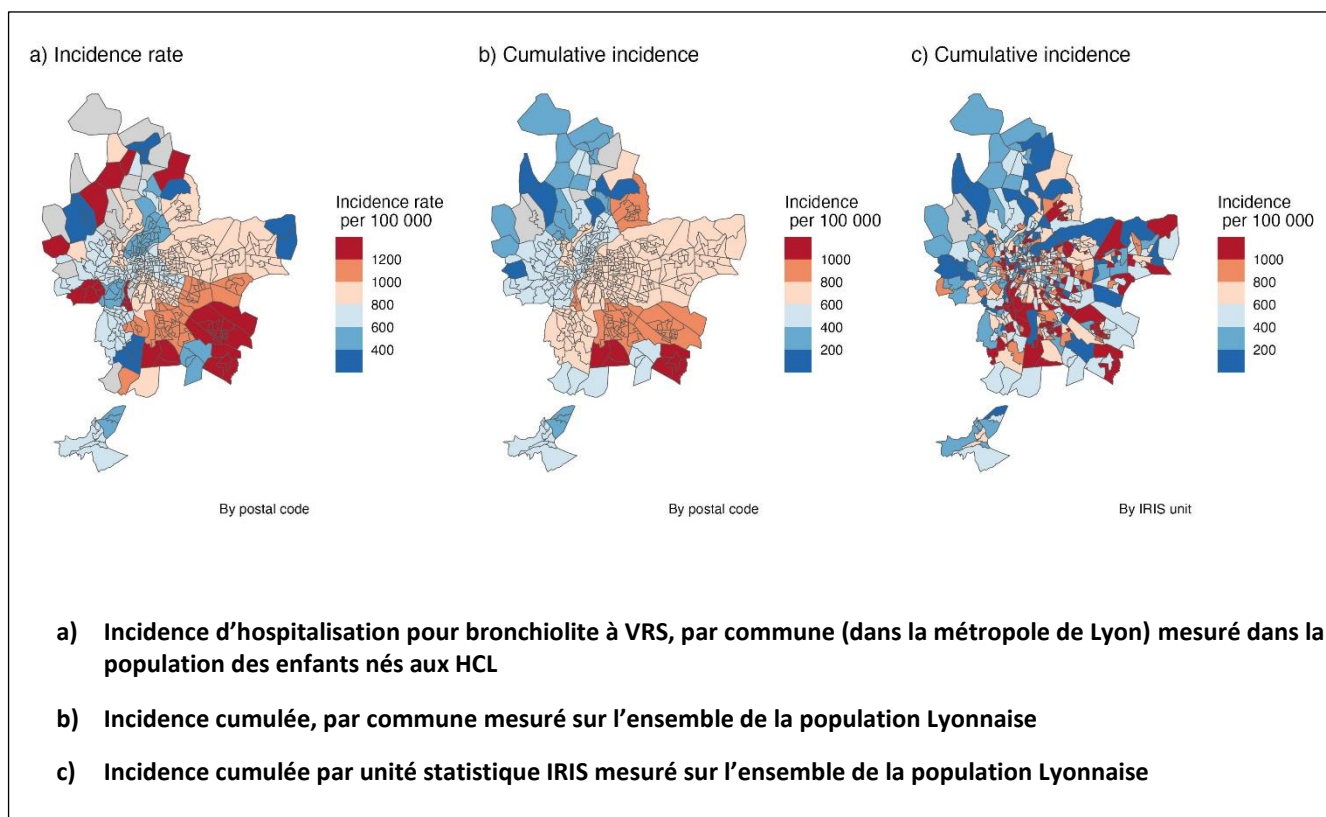 a) Incidence rate
b) Cumulative incidence
c) Cumulative incidence
Incidence rate
per 100 000
1200
1000
800
600
400
Incidence
per 100 000
1000
800
600
400
200
Incidence
per 100 000
1000
800
600
400
200
By postal code
By postal code
By IRIS unit
a) Incidence d’hospitalisation pour bronchiolite à VRS, par commune (dans la métropole de Lyon) mesuré dans la
population des enfants nés aux HCL
b) Incidence cumulée, par commune mesuré sur l’ensemble de la population Lyonnaise
c) Incidence cumulée par unité statistique IRIS mesuré sur l’ensemble de la population Lyonnaise